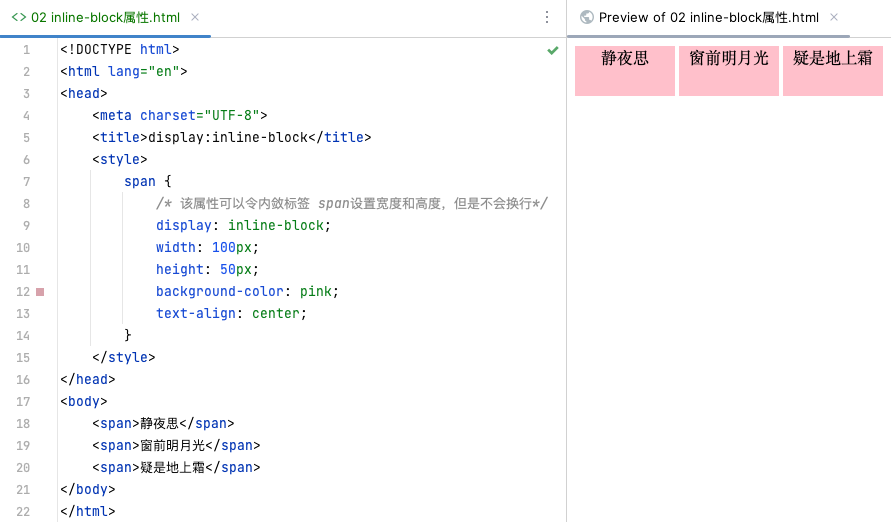 02 inline-block属性.html
Preview of 02 inline-block属性.html
1 <!DOCTYPE html>
2 <html lang="en">
3 <head>
4 <meta charset="UTF-8">
5 <title>display:inline-block</title>
6 <style>
7 span {
8 /* 该属性可以令内敛标签 span设置宽度和高度，但是不会换行*/
9 display: inline-block;
10 width: 100px;
11 height: 50px;
12 background-color: pink;
13 text-align: center;
14 }
15 </style>
16 </head>
17 <body>
18 <span>静夜思</span>
19 <span>窗前明月光</span>
20 <span>疑是地上霜</span>
21 </body>
22 </html>
静夜思 窗前明月光 疑是地上霜